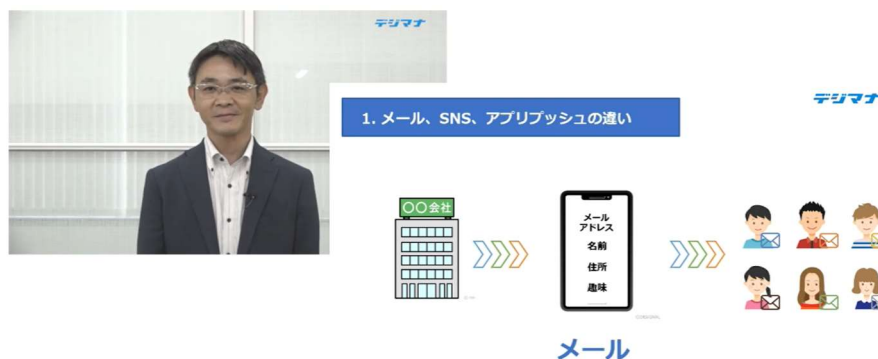 デジマナ
1. メール、SNS、アプリプッシュの違い
デジマナ
〇〇会社
メール
アドレス
名前
住所
趣味
メール